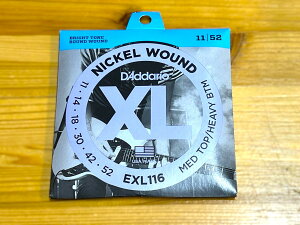 BRIGHT TONE
ROUND WOUND
11/52
NICKEL WOUND
D'Addario
XL
11·14·18·30·42·52
EXL116
MED TOP/HEAVY BTM